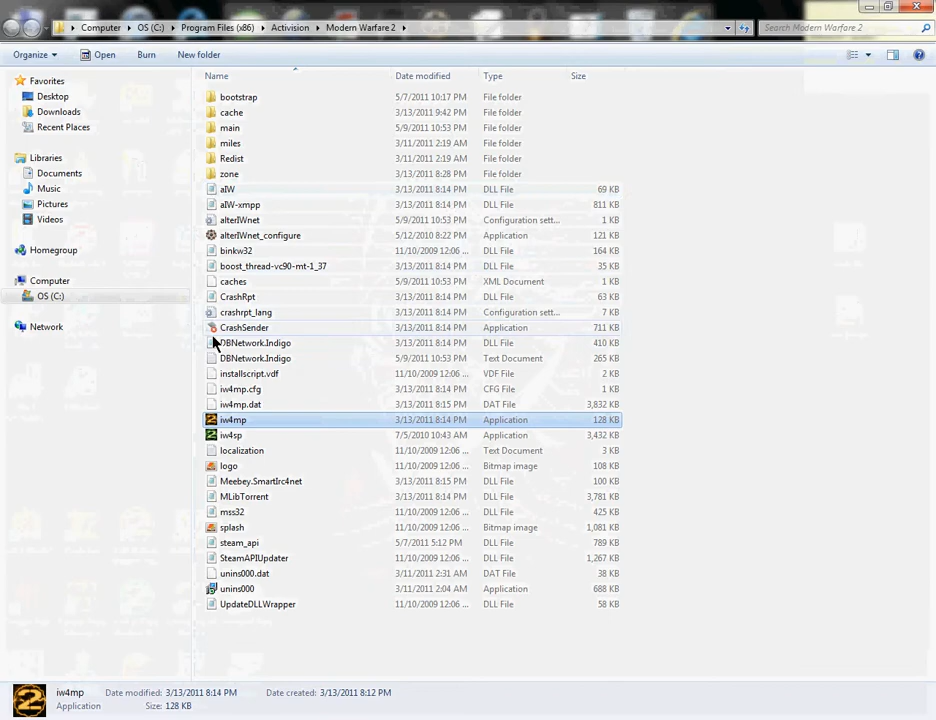 Computer ▸ OS (C:) ▸ Program Files (x86) ▸ Activision ▸ Modern Warfare 2 ▸ Search Modern Warfare 2
Organize Open Burn New folder
Name Date modified Type Size
Favorites
Desktop
Downloads
Recent Places
Libraries
Documents
Music
Pictures
Videos
Homegroup
Computer
OS (C:)
Network
bootstrap 5/7/2011 10:17 PM File folder
cache 3/13/2011 9:42 PM File folder
main 5/9/2011 10:53 PM File folder
miles 3/11/2011 2:19 AM File folder
Redist 3/11/2011 2:19 AM File folder
zone 3/13/2011 8:28 PM File folder
aIW 3/13/2011 8:14 PM DLL File 69 KB
aIW-xmpp 3/13/2011 8:14 PM DLL File 811 KB
alterIWnet 5/9/2011 10:53 PM Configuration sett... 1 KB
alterIWnet_configure 5/12/2010 8:22 PM Application 121 KB
binkw32 11/10/2009 12:06 ... DLL File 164 KB
boost_thread-vc90-mt-1_37 3/13/2011 8:14 PM DLL File 35 KB
caches 5/9/2011 10:53 PM XML Document 1 KB
CrashRpt 3/13/2011 8:14 PM DLL File 63 KB
crashrpt_lang 3/13/2011 8:14 PM Configuration sett... 7 KB
CrashSender 3/13/2011 8:14 PM Application 711 KB
DBNetwork.Indigo 3/13/2011 8:14 PM DLL File 410 KB
DBNetwork.Indigo 5/9/2011 10:53 PM Text Document 265 KB
installscript.vdf 11/10/2009 12:06 ... VDF File 2 KB
iw4mp.cfg 3/13/2011 8:14 PM CFG File 1 KB
iw4mp.dat 3/13/2011 8:15 PM DAT File 3,832 KB
iw4mp 3/13/2011 8:14 PM Application 128 KB
iw4sp 7/5/2010 10:43 AM Application 3,432 KB
localization 11/10/2009 12:06 ... Text Document 3 KB
logo 11/10/2009 12:06 ... Bitmap image 108 KB
Meebey.SmartIrc4net 3/13/2011 8:15 PM DLL File 100 KB
MLibTorrent 3/13/2011 8:14 PM DLL File 3,781 KB
mss32 11/10/2009 12:06 ... DLL File 425 KB
splash 11/10/2009 12:06 ... Bitmap image 1,081 KB
steam_api 5/7/2011 5:12 PM DLL File 789 KB
SteamAPIUpdater 11/10/2009 12:06 ... DLL File 1,267 KB
unins000.dat 3/11/2011 2:31 AM DAT File 38 KB
unins000 3/11/2011 2:04 AM Application 688 KB
UpdateDLLWrapper 11/10/2009 12:06 ... DLL File 58 KB
iw4mp Date modified: 3/13/2011 8:14 PM Date created: 3/13/2011 8:12 PM
Application Size: 128 KB